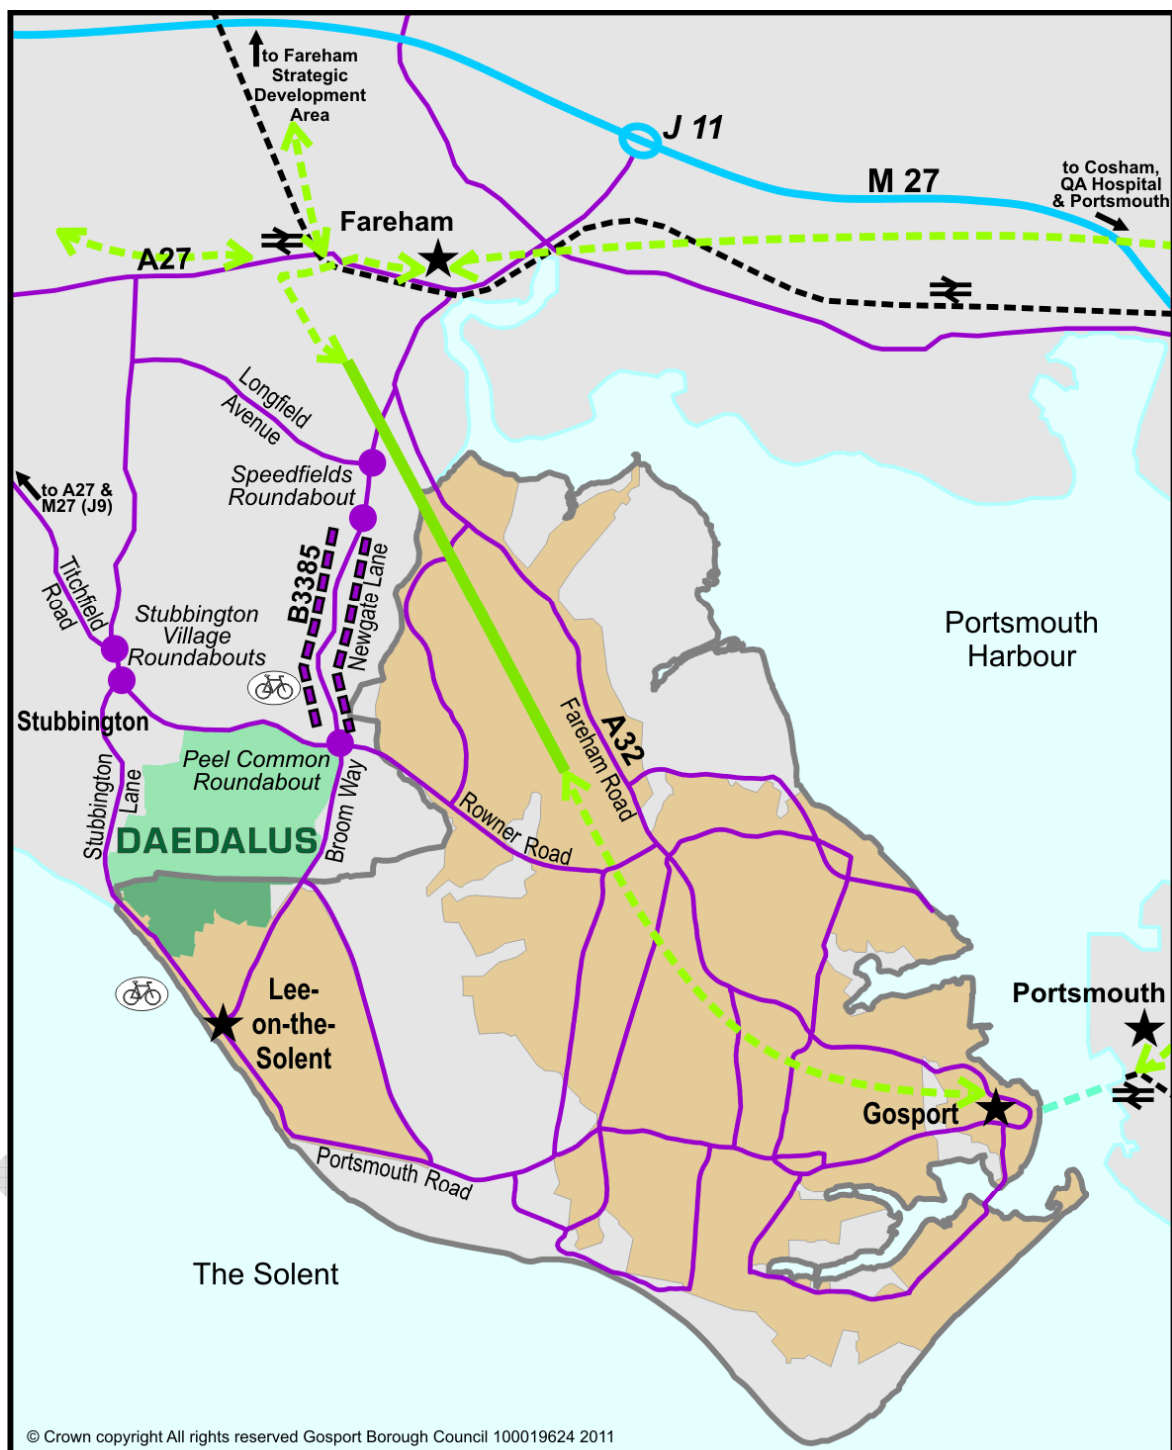 to Fareham
Strategic
Development
Area
J 11
M 27
to Cosham,
QA Hospital
& Portsmouth
Fareham
A27
Longfield
Avenue
Speedfields
Roundabout
to A27 &
M27 (J9)
B3385
Newgate Lane
Titchfield
Road
Stubbington
Village
Roundabouts
Portsmouth
Harbour
Stubbington
Peel Common
Roundabout
Stubbington
Lane
DAEDALUS
Broom Way
Rowner Road
Fareham Road
A32
Lee-
on-the-
Solent
Portsmouth
Gosport
Portsmouth Road
The Solent
© Crown copyright All rights reserved Gosport Borough Council 100019624 2011